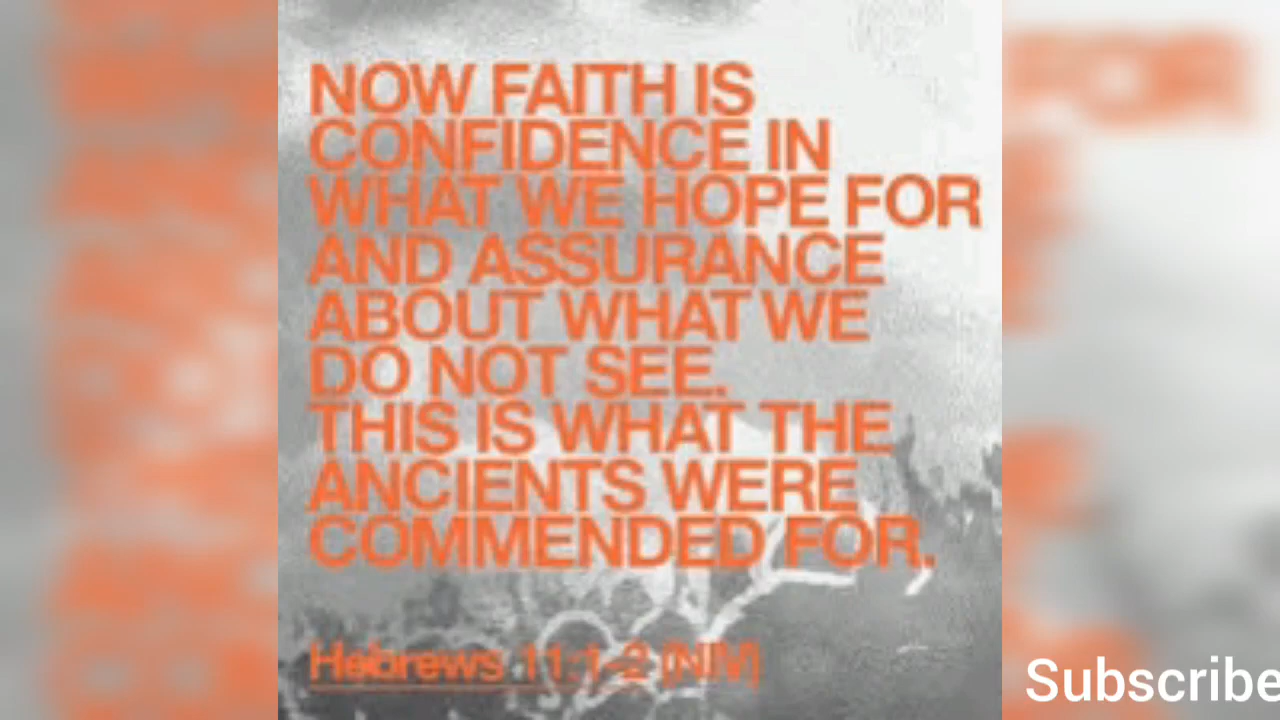 NOW FAITH IS
CONFIDENCE IN
WHAT WE HOPE FOR
AND ASSURANCE
ABOUT WHAT WE
DO NOT SEE.
THIS IS WHAT THE
ANCIENTS WERE
COMMENDED FOR.
Hebrews 11:1-2 (NIV)
Subscribe